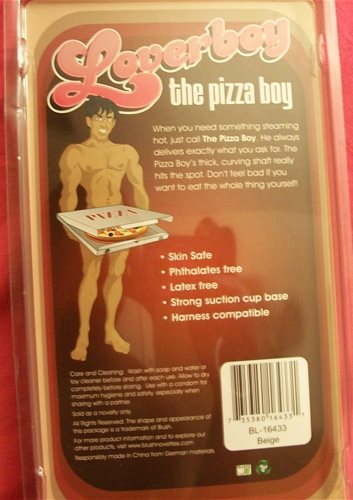 Loverboy
the pizza boy
When you need something steaming
hot, just call The Pizza Boy. He always
delivers exactly what you ask for. The
Pizza Boy's thick, curving shaft really
hits the spot. Don't feel bad if you
want to eat the whole thing yourself!
PIZZA
• Skin Safe
• Phthalates free
• Latex free
• Strong suction cup base
• Harness compatible
Care and Cleaning: Wash with soap and water or
toy cleaner before and after each use. Allow to dry
completely before storing. Use with a condom for
maximum hygiene and safety, especially when
sharing with a partner.
Sold as a novelty only
All Rights Reserved. The shape and appearance of
this package is a trademark of Blush.
For more product information and to explore our
other products, visit www.blushnovelties.com
Responsibly made in China from German materials.
7 35380 16433 1
BL-16433
Beige